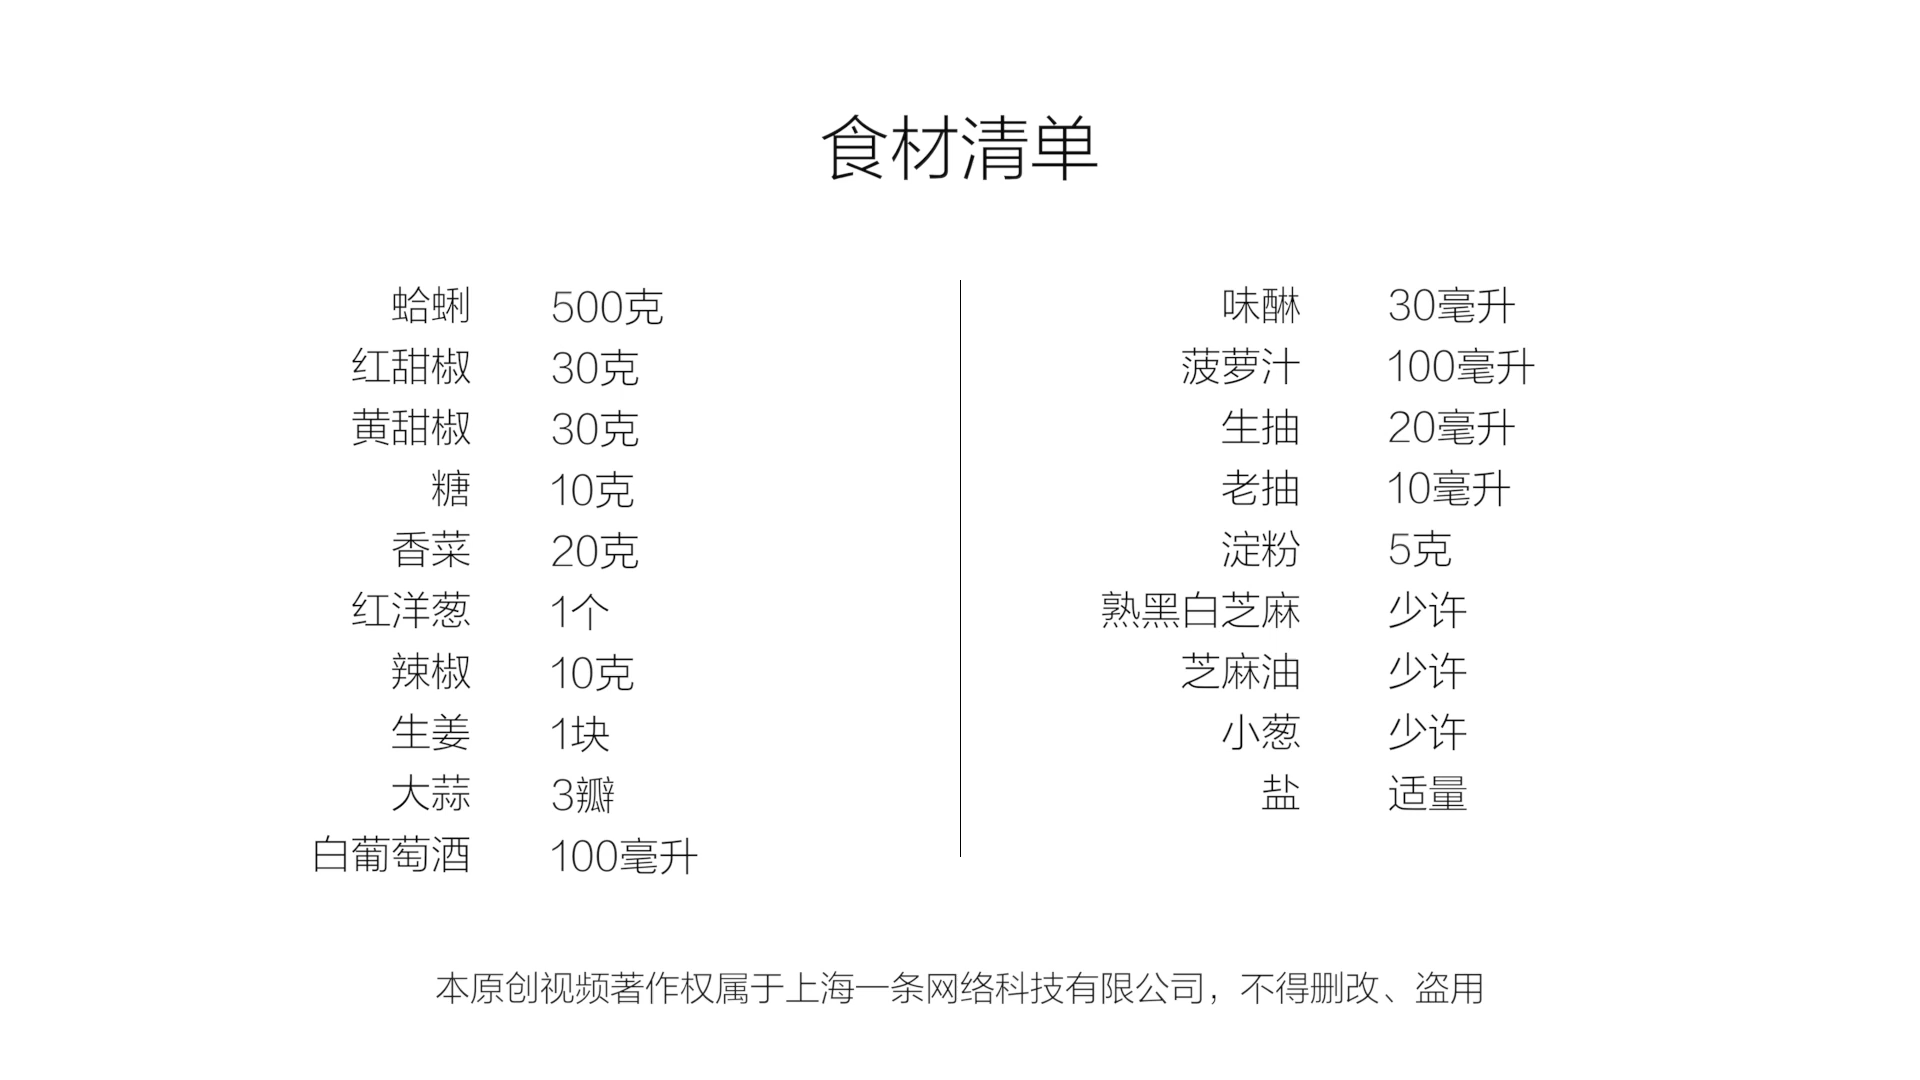 食材清单
蛤蜊 500克
红甜椒 30克
黄甜椒 30克
糖 10克
香菜 20克
红洋葱 1个
辣椒 10克
生姜 1块
大蒜 3瓣
白葡萄酒 100毫升
味醂 30毫升
菠萝汁 100毫升
生抽 20毫升
老抽 10毫升
淀粉 5克
熟黑白芝麻 少许
芝麻油 少许
小葱 少许
盐 适量
本原创视频著作权属于上海一条网络科技有限公司，不得删改、盗用